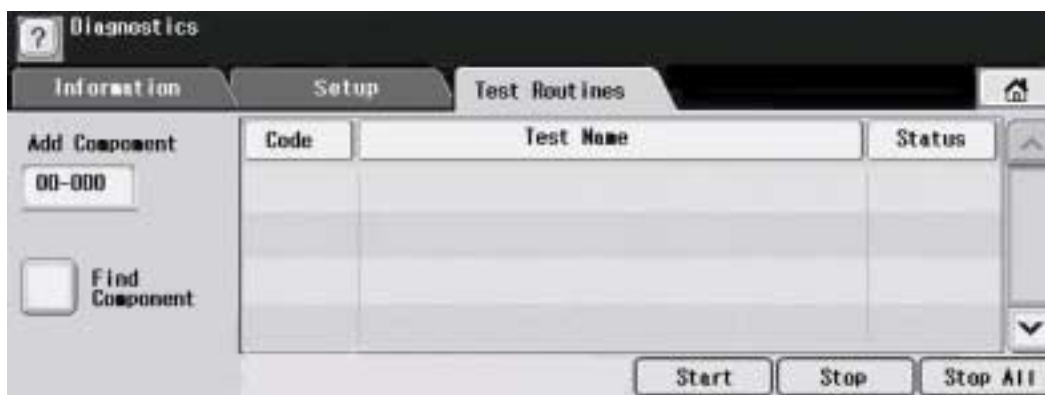 ?
Diagnostics
Information
Setup
Test Routines
Add Component
00-000
Find
Component
Code
Test Name
Status
Start
Stop
Stop All